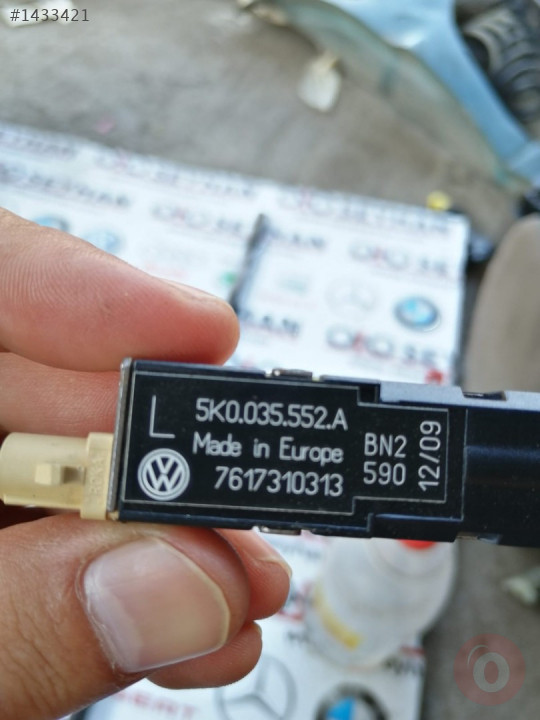 #1433421
L
5K0.035.552.A
Made in Europe
7617310313
BN2
590
12/09